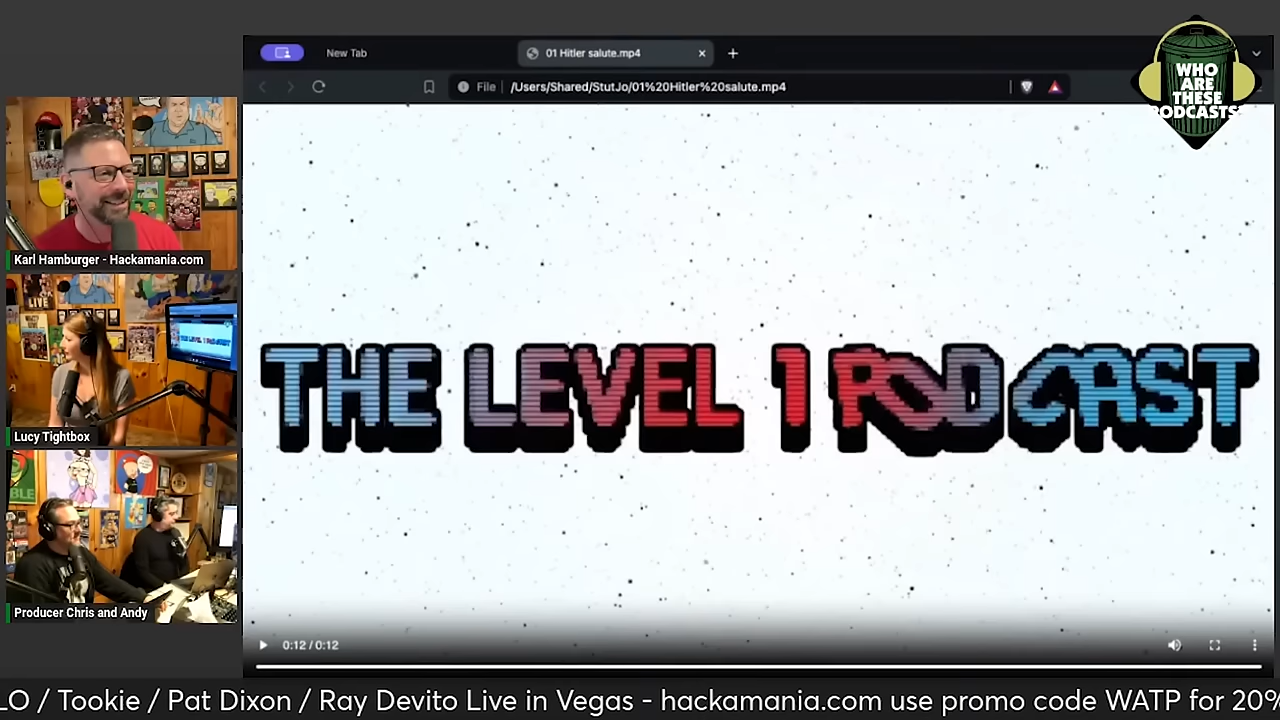 New Tab
01 Hitler salute.mp4
File
/Users/Shared/StutJo/01%20Hitler%20salute.mp4
WHO
ARE
THESE
PODCASTS
LIVE
Karl Hamburger - Hackamania.com
Lucy Tightbox
Producer Chris and Andy
THE LEVEL 1 PODCAST
0:12 / 0:12
LO / Tookie / Pat Dixon / Ray Devito Live in Vegas - hackamania.com use promo code WATP for 20%